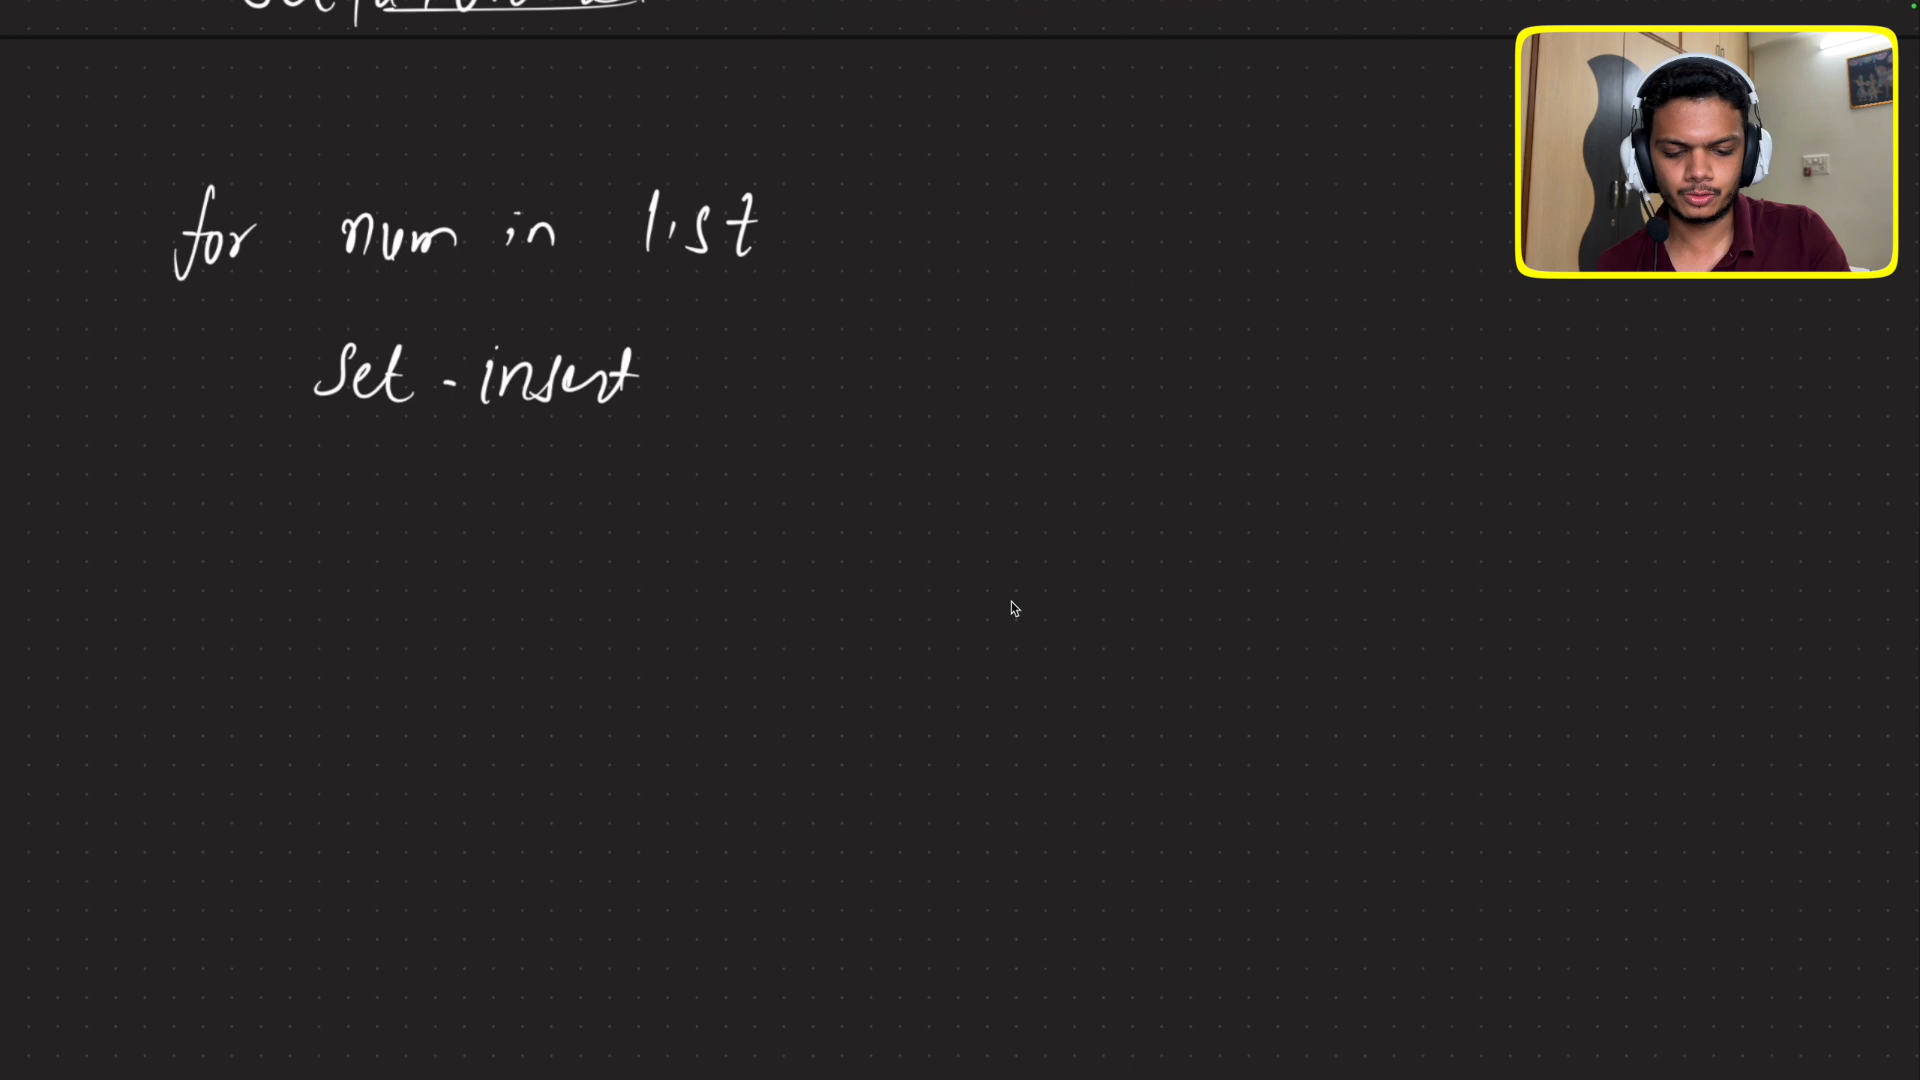 for num in list
set - insert